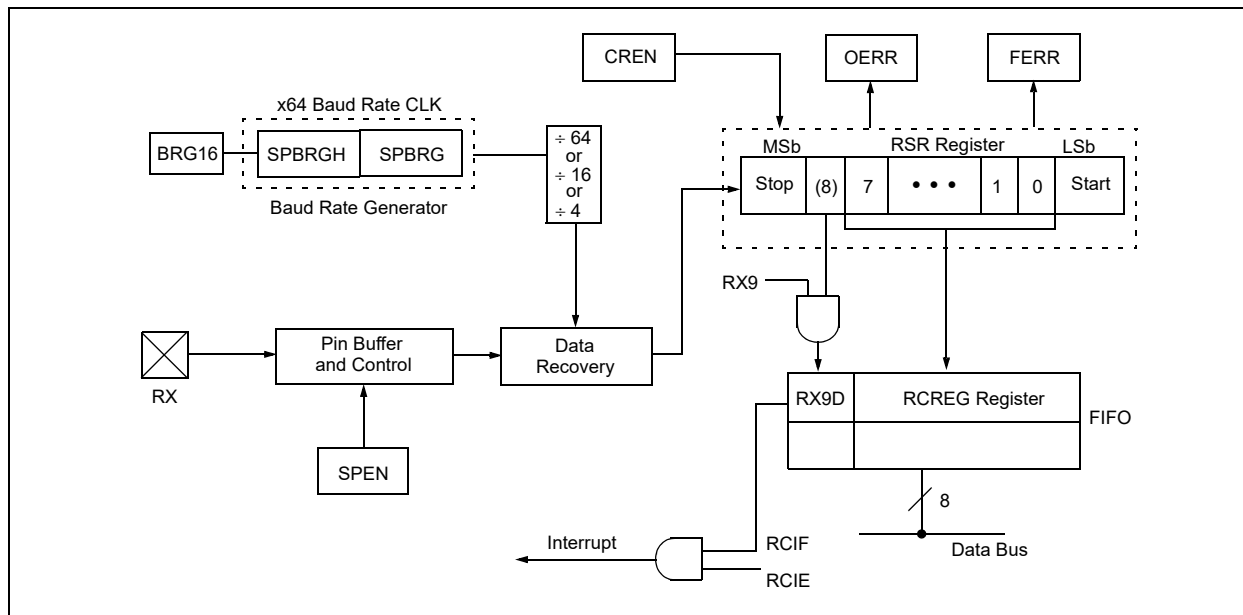 CREN
OERR
FERR
x64 Baud Rate CLK
BRG16
SPBRGH
SPBRG
Baud Rate Generator
÷ 64
or
÷ 16
or
÷ 4
MSb
RSR Register
LSb
Stop
(8)
7
• • •
1
0
Start
RX9
RX
Pin Buffer
and Control
Data
Recovery
SPEN
RX9D
RCREG Register
FIFO
8
Data Bus
Interrupt
RCIF
RCIE